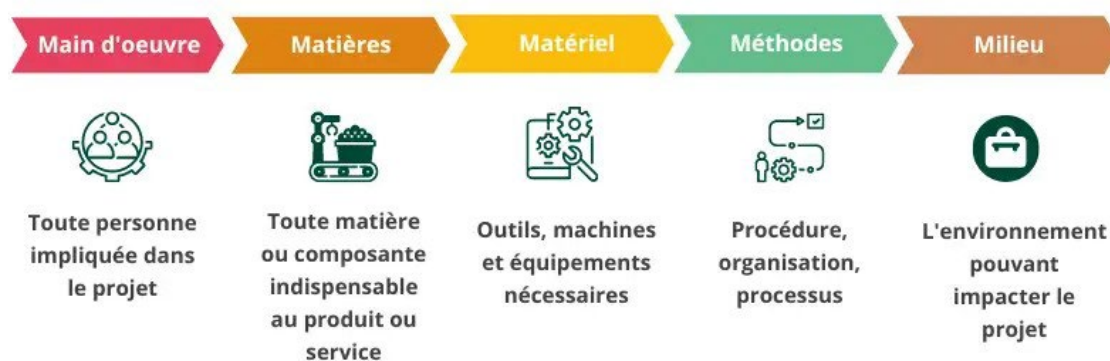 Main d'oeuvre
Matières
Matériel
Méthodes
Milieu
Toute personne
impliquée dans
le projet
Toute matière
ou composante
indispensable
au produit ou
service
Outils, machines
et équipements
nécessaires
Procédure,
organisation,
processus
L'environnement
pouvant
impacter le
projet